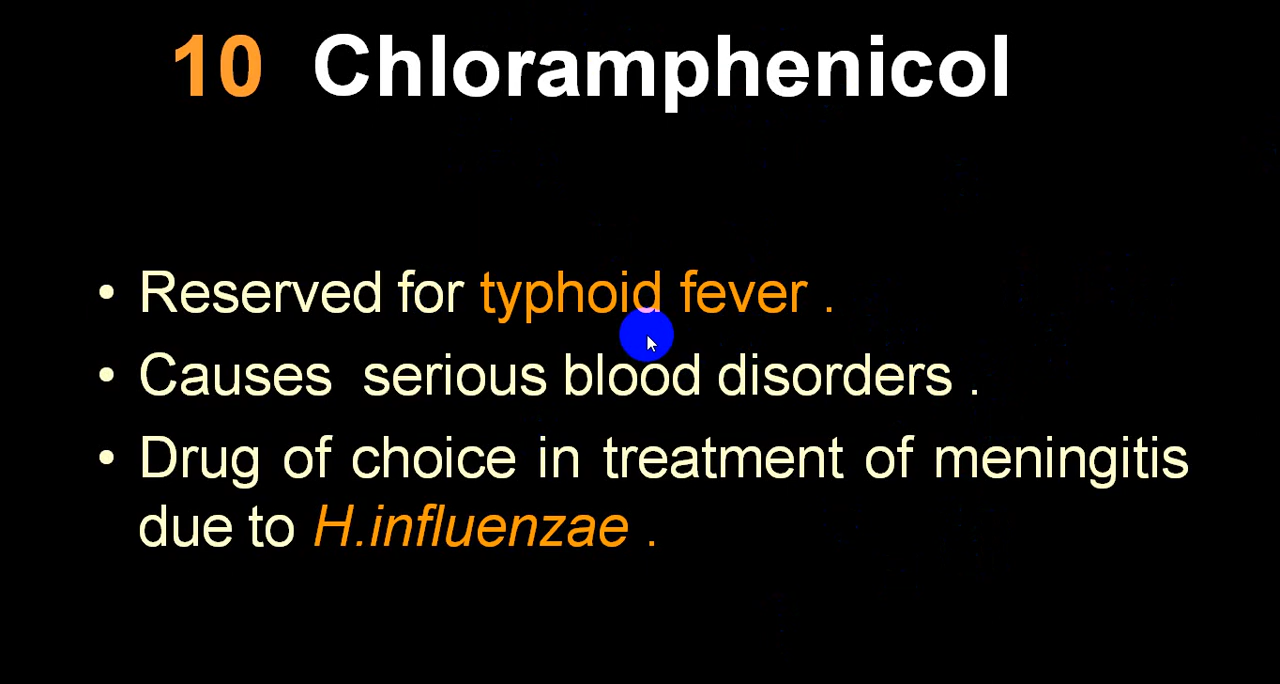 10 Chloramphenicol
• Reserved for typhoid fever .
• Causes serious blood disorders .
• Drug of choice in treatment of meningitis
due to H.influenzae .